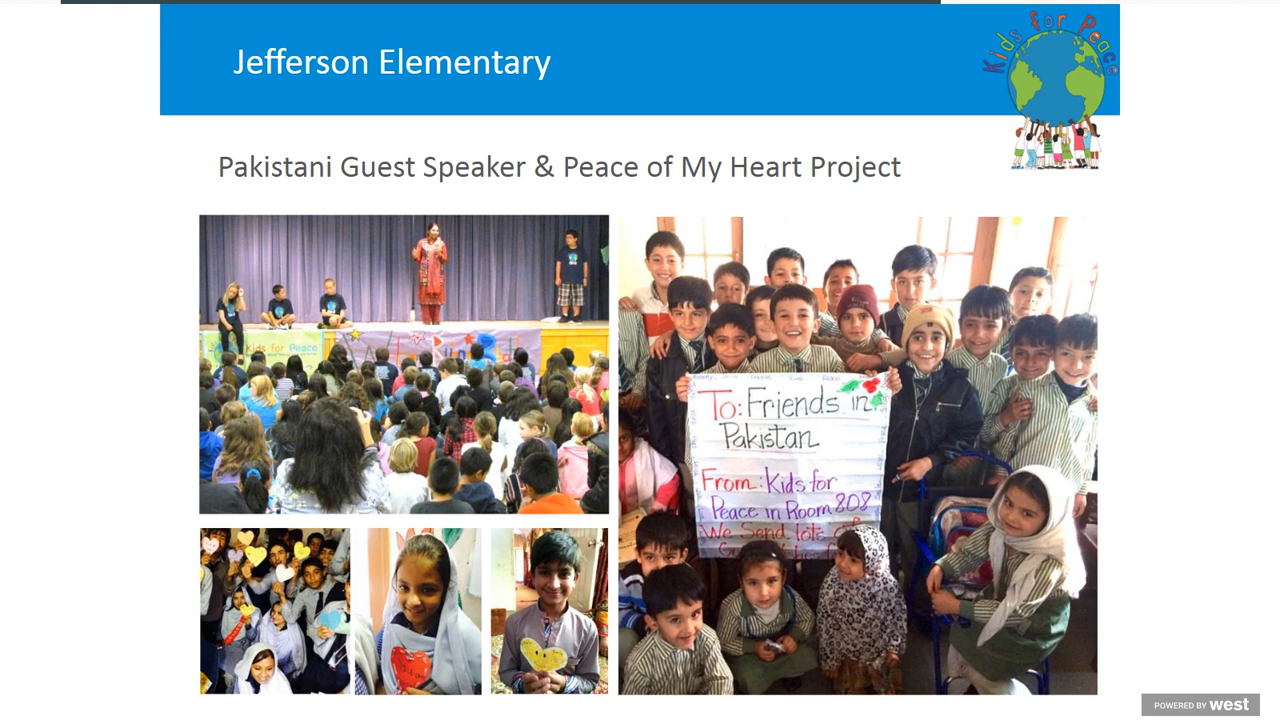 Jefferson Elementary
Kids for Peace
Pakistani Guest Speaker & Peace of My Heart Project
Kids for Peace
To: Friends in
Pakistan
From: Kids for
Peace in Room 808
We Send lots of
POWERED BY west